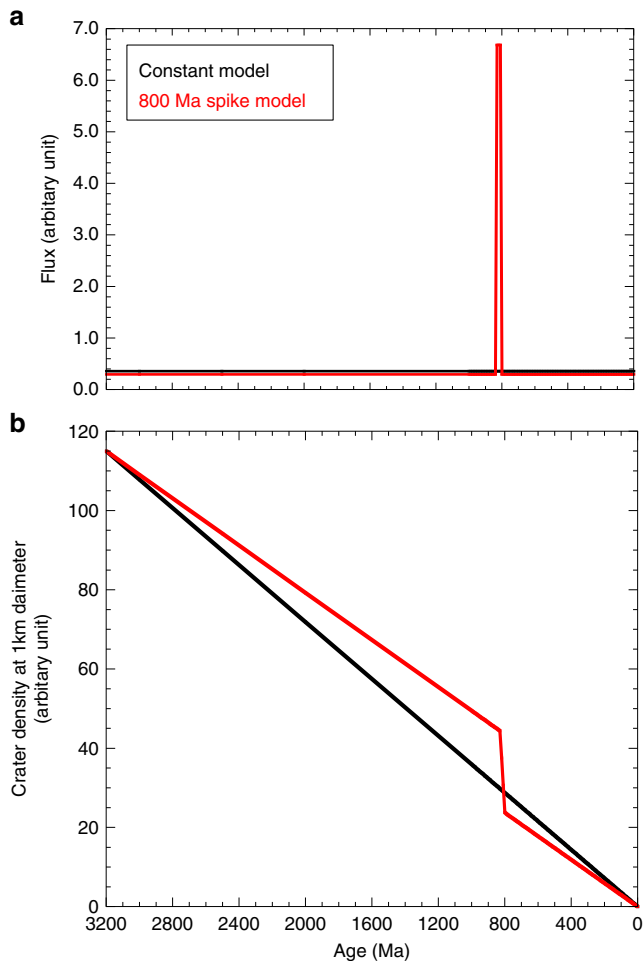 a
7.0
6.0
5.0
4.0
3.0
2.0
1.0
0.0
Flux (arbitary unit)
Constant model
800 Ma spike model
b
120
100
80
60
40
20
0
Crater density at 1km daimeter
(arbitary unit)
3200 2800 2400 2000 1600 1200 800 400 0
Age (Ma)